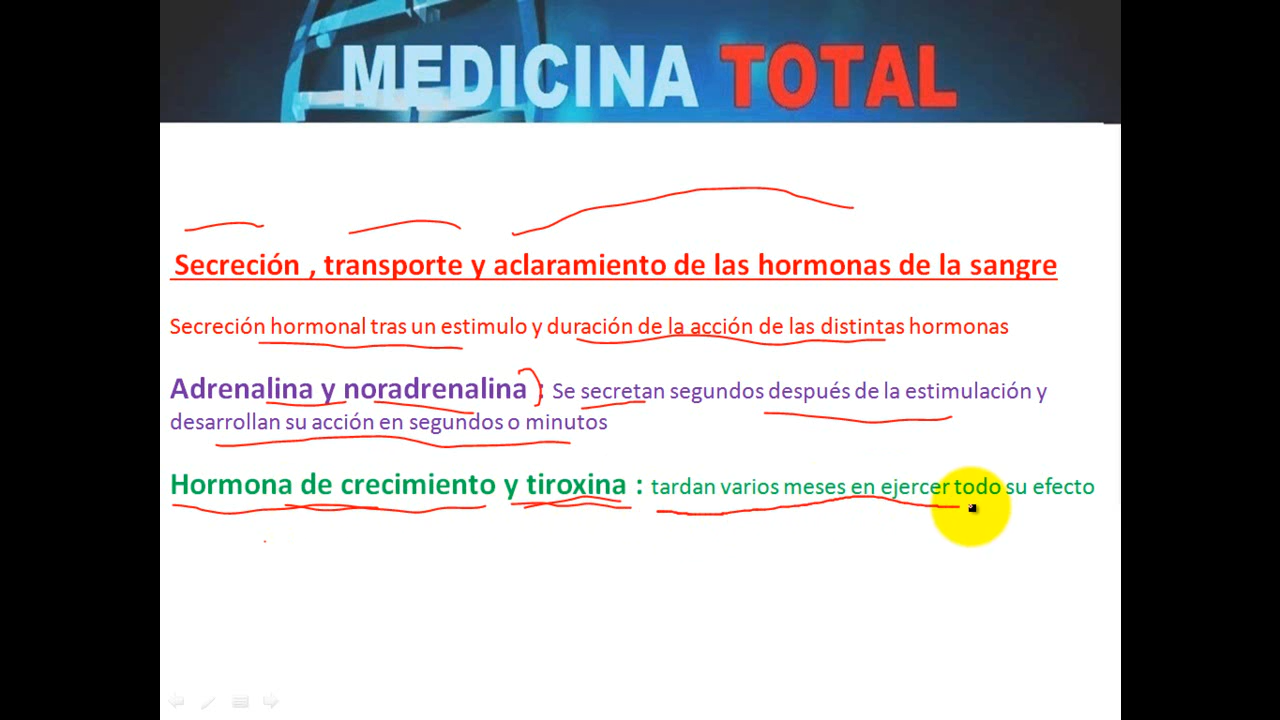 MEDICINA TOTAL
Secreción , transporte y aclaramiento de las hormonas de la sangre
Secreción hormonal tras un estimulo y duración de la acción de las distintas hormonas
Adrenalina y noradrenalina : Se secretan segundos después de la estimulación y
desarrollan su acción en segundos o minutos
Hormona de crecimiento y tiroxina : tardan varios meses en ejercer todo su efecto